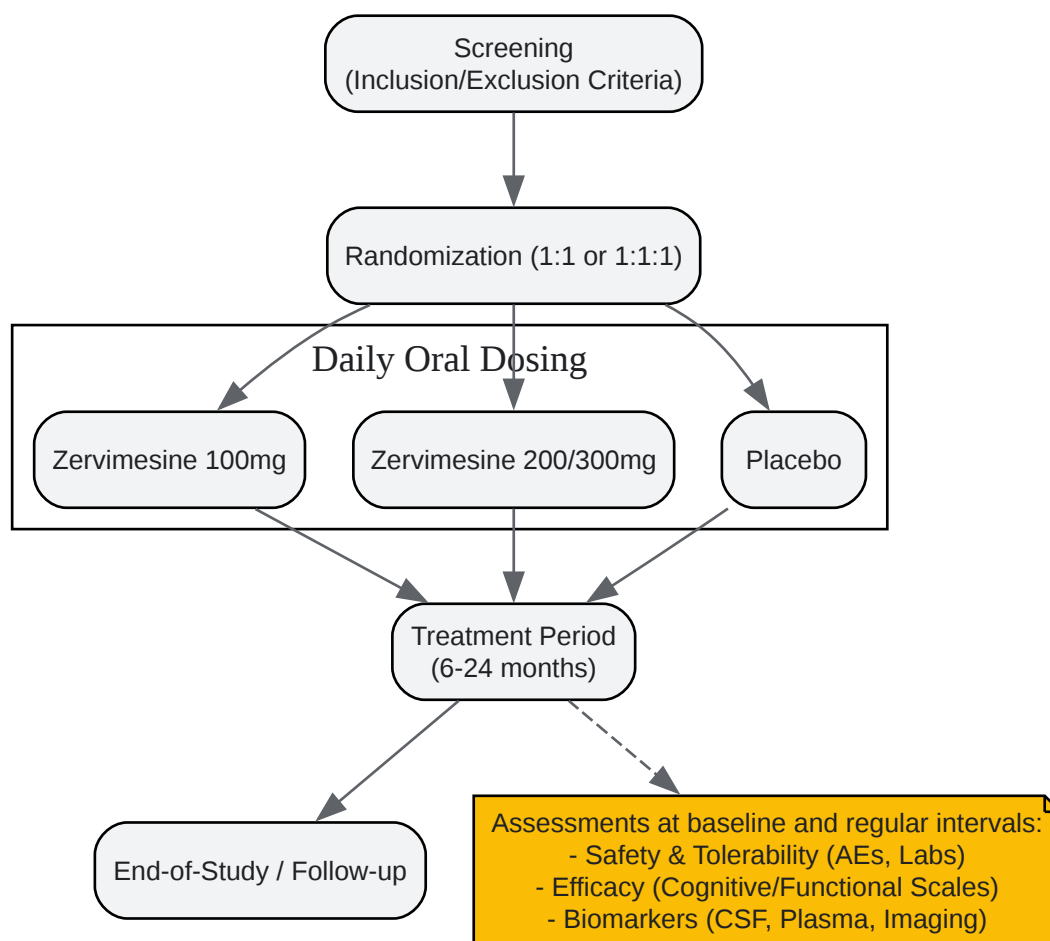 Screening
(Inclusion/Exclusion Criteria)
Randomization (1:1 or 1:1:1)
Daily Oral Dosing
Zervimesine 100mg
Zervimesine 200/300mg
Placebo
Treatment Period
(6-24 months)
End-of-Study / Follow-up
Assessments at baseline and regular intervals:
- Safety & Tolerability (AEs, Labs)
- Efficacy (Cognitive/Functional Scales)
- Biomarkers (CSF, Plasma, Imaging)